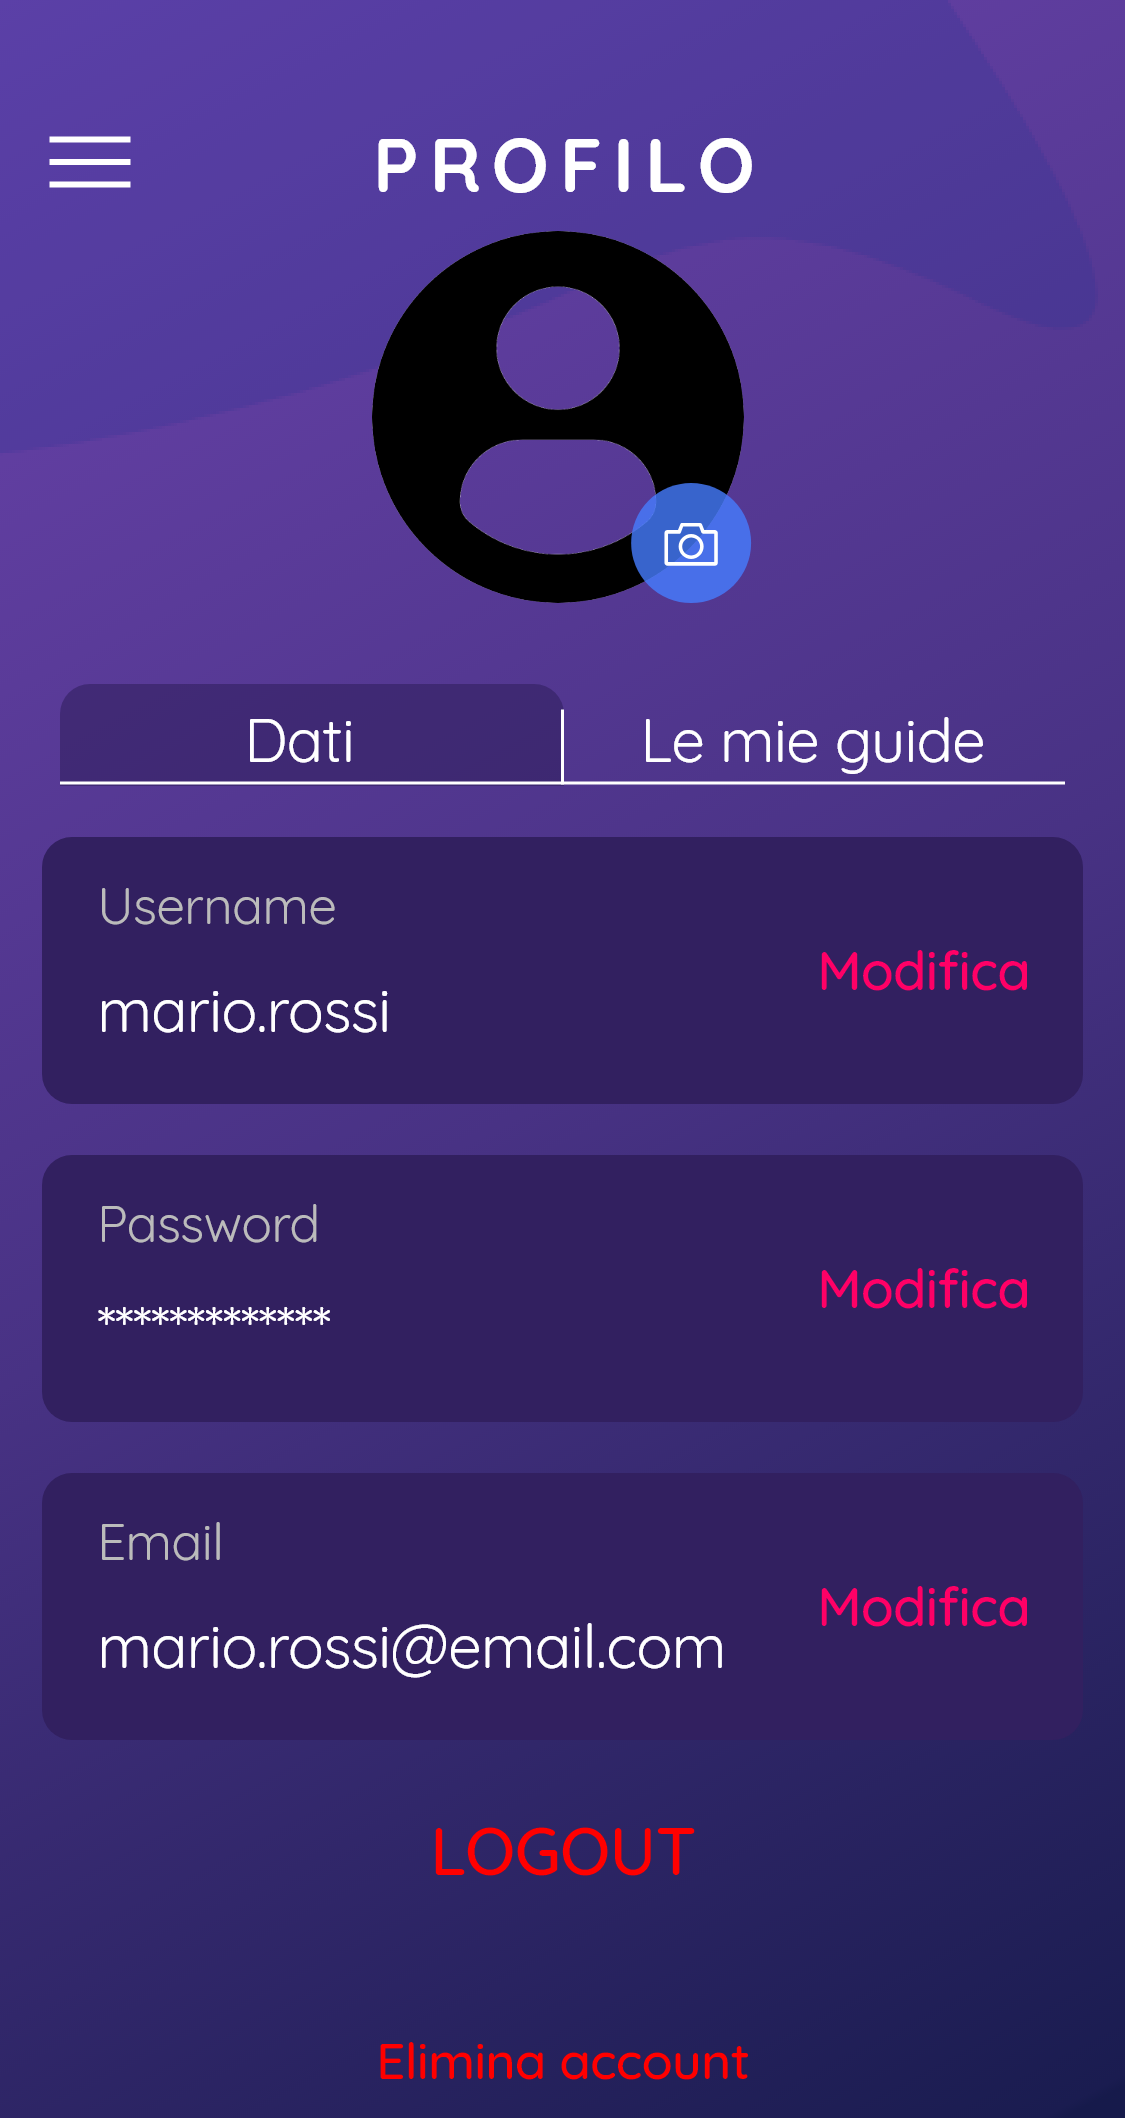 PROFILO
Dati
Le mie guide
Username
mario.rossi
Modifica
Password
*************
Modifica
Email
mario.rossi@email.com
Modifica
LOGOUT
Elimina account